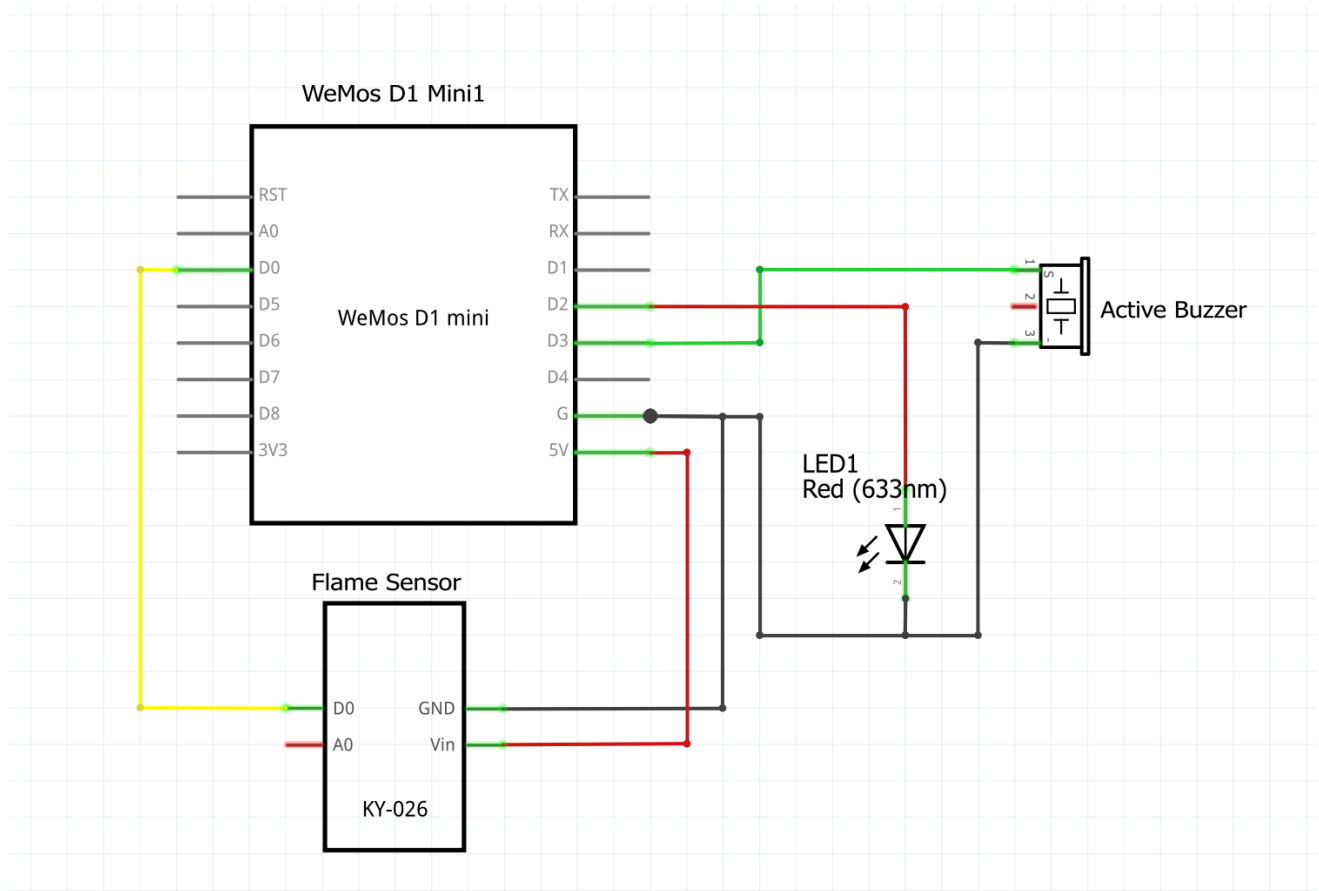 WeMos D1 Mini1
RST
A0
D0
D5
D6
D7
D8
3V3
WeMos D1 mini
TX
RX
D1
D2
D3
D4
G
5V
1
S
2
3
-
Active Buzzer
LED1
Red (633nm)
1
2
Flame Sensor
D0
A0
GND
Vin
KY-026